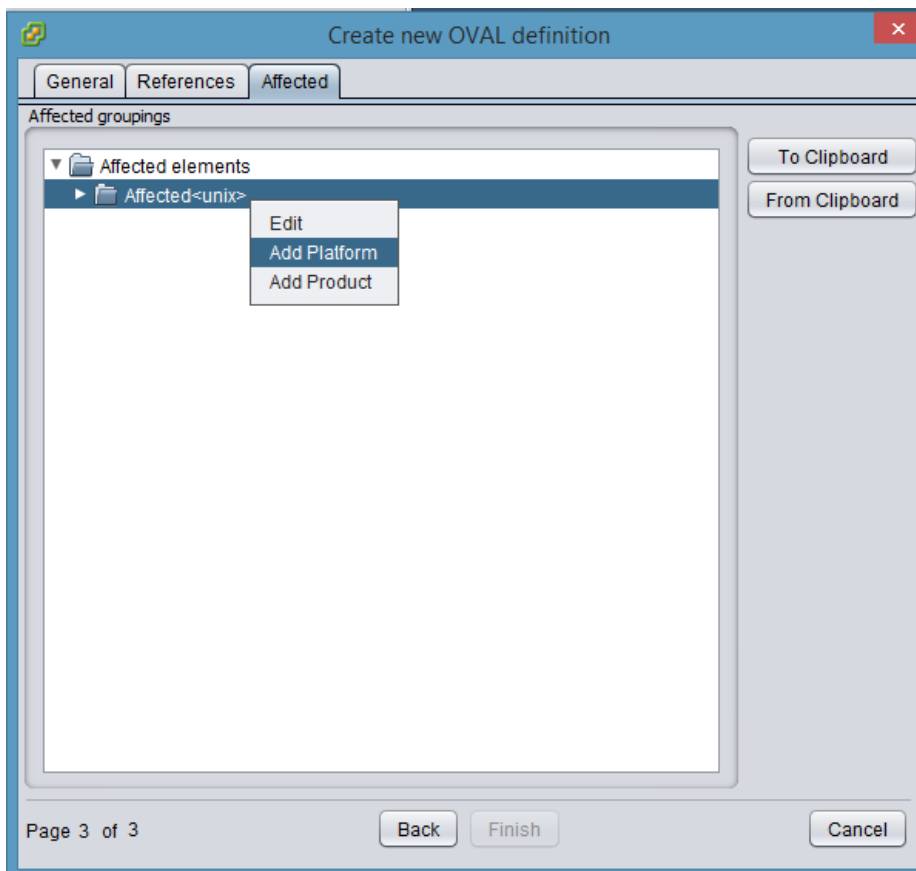 Create new OVAL definition
General References Affected
Affected groupings
Affected elements
Affected<unix>
Edit
Add Platform
Add Product
To Clipboard
From Clipboard
Page 3 of 3
Back Finish Cancel